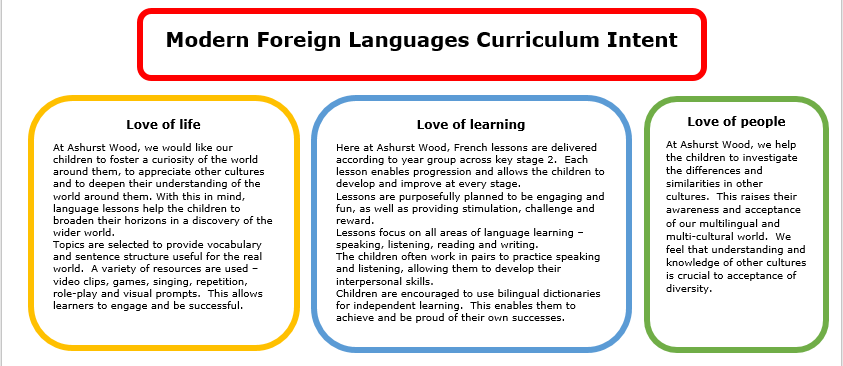 Modern Foreign Languages Curriculum Intent
Love of life
At Ashurst Wood, we would like our
children to foster a curiosity of the world
around them, to appreciate other cultures
and to deepen their understanding of the
world around them. With this in mind,
language lessons help the children to
broaden their horizons in a discovery of the
wider world.
Topics are selected to provide vocabulary
and sentence structure useful for the real
world.  A variety of resources are used –
video clips, games, singing, repetition,
role-play and visual prompts.  This allows
learners to engage and be successful.
Love of learning
Here at Ashurst Wood, French lessons are delivered
according to year group across key stage 2.  Each
lesson enables progression and allows the children to
develop and improve at every stage.
Lessons are purposefully planned to be engaging and
fun, as well as providing stimulation, challenge and
reward.
Lessons focus on all areas of language learning –
speaking, listening, reading and writing.
The children often work in pairs to practice speaking
and listening, allowing them to develop their
interpersonal skills.
Children are encouraged to use bilingual dictionaries
for independent learning.  This enables them to
achieve and be proud of their own successes.
Love of people
At Ashurst Wood, we help
the children to investigate
the differences and
similarities in other
cultures.  This raises their
awareness and acceptance
of our multilingual and
multi-cultural world.  We
feel that understanding and
knowledge of other cultures
is crucial to acceptance of
diversity.